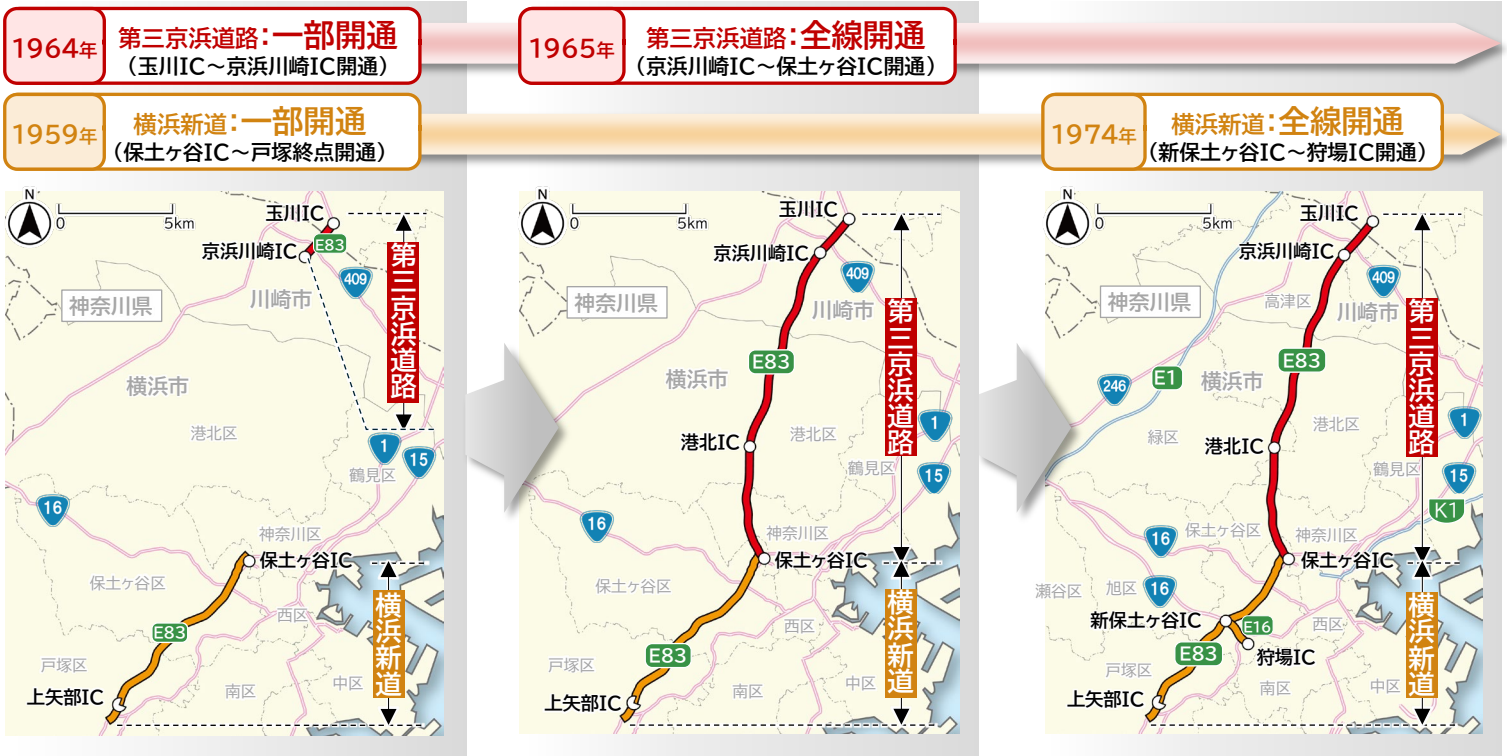 1964年
第三京浜道路：一部開通
（玉川IC～京浜川崎IC開通）
1965年
第三京浜道路：全線開通
（京浜川崎IC～保土ヶ谷IC開通）
1959年
横浜新道：一部開通
（保土ヶ谷IC～戸塚終点開通）
1974年
横浜新道：全線開通
（新保土ヶ谷IC～狩場IC開通）
N
0
5km
玉川IC
E83
京浜川崎IC
409
神奈川県
川崎市
第三京浜道路
横浜市
港北区
1
15
鶴見区
16
神奈川区
保土ヶ谷IC
保土ヶ谷区
西区
横浜新道
E83
戸塚区
上矢部IC
南区
中区
N
0
5km
玉川IC
京浜川崎IC
409
神奈川県
川崎市
第三京浜道路
E83
横浜市
港北IC
港北区
1
鶴見区
15
16
神奈川区
保土ヶ谷IC
保土ヶ谷区
西区
横浜新道
E83
戸塚区
上矢部IC
南区
中区
N
0
5km
玉川IC
京浜川崎IC
409
神奈川県
高津区
川崎市
第三京浜道路
E83
E1
246
横浜市
緑区
港北IC
港北区
1
鶴見区
15
K1
16
保土ヶ谷区
神奈川区
保土ヶ谷IC
瀬谷区
旭区
16
新保土ヶ谷IC
E16
西区
横浜新道
E83
狩場IC
戸塚区
上矢部IC
南区
中区